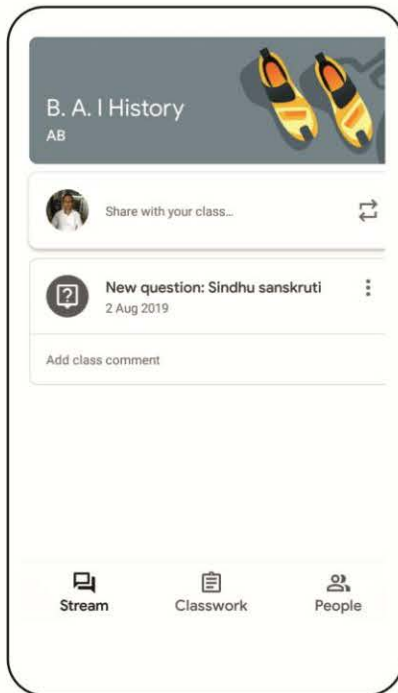 B. A. I History
AB
Share with your class...
New question: Sindhu sanskruti
2 Aug 2019
Add class comment
Stream
Classwork
People